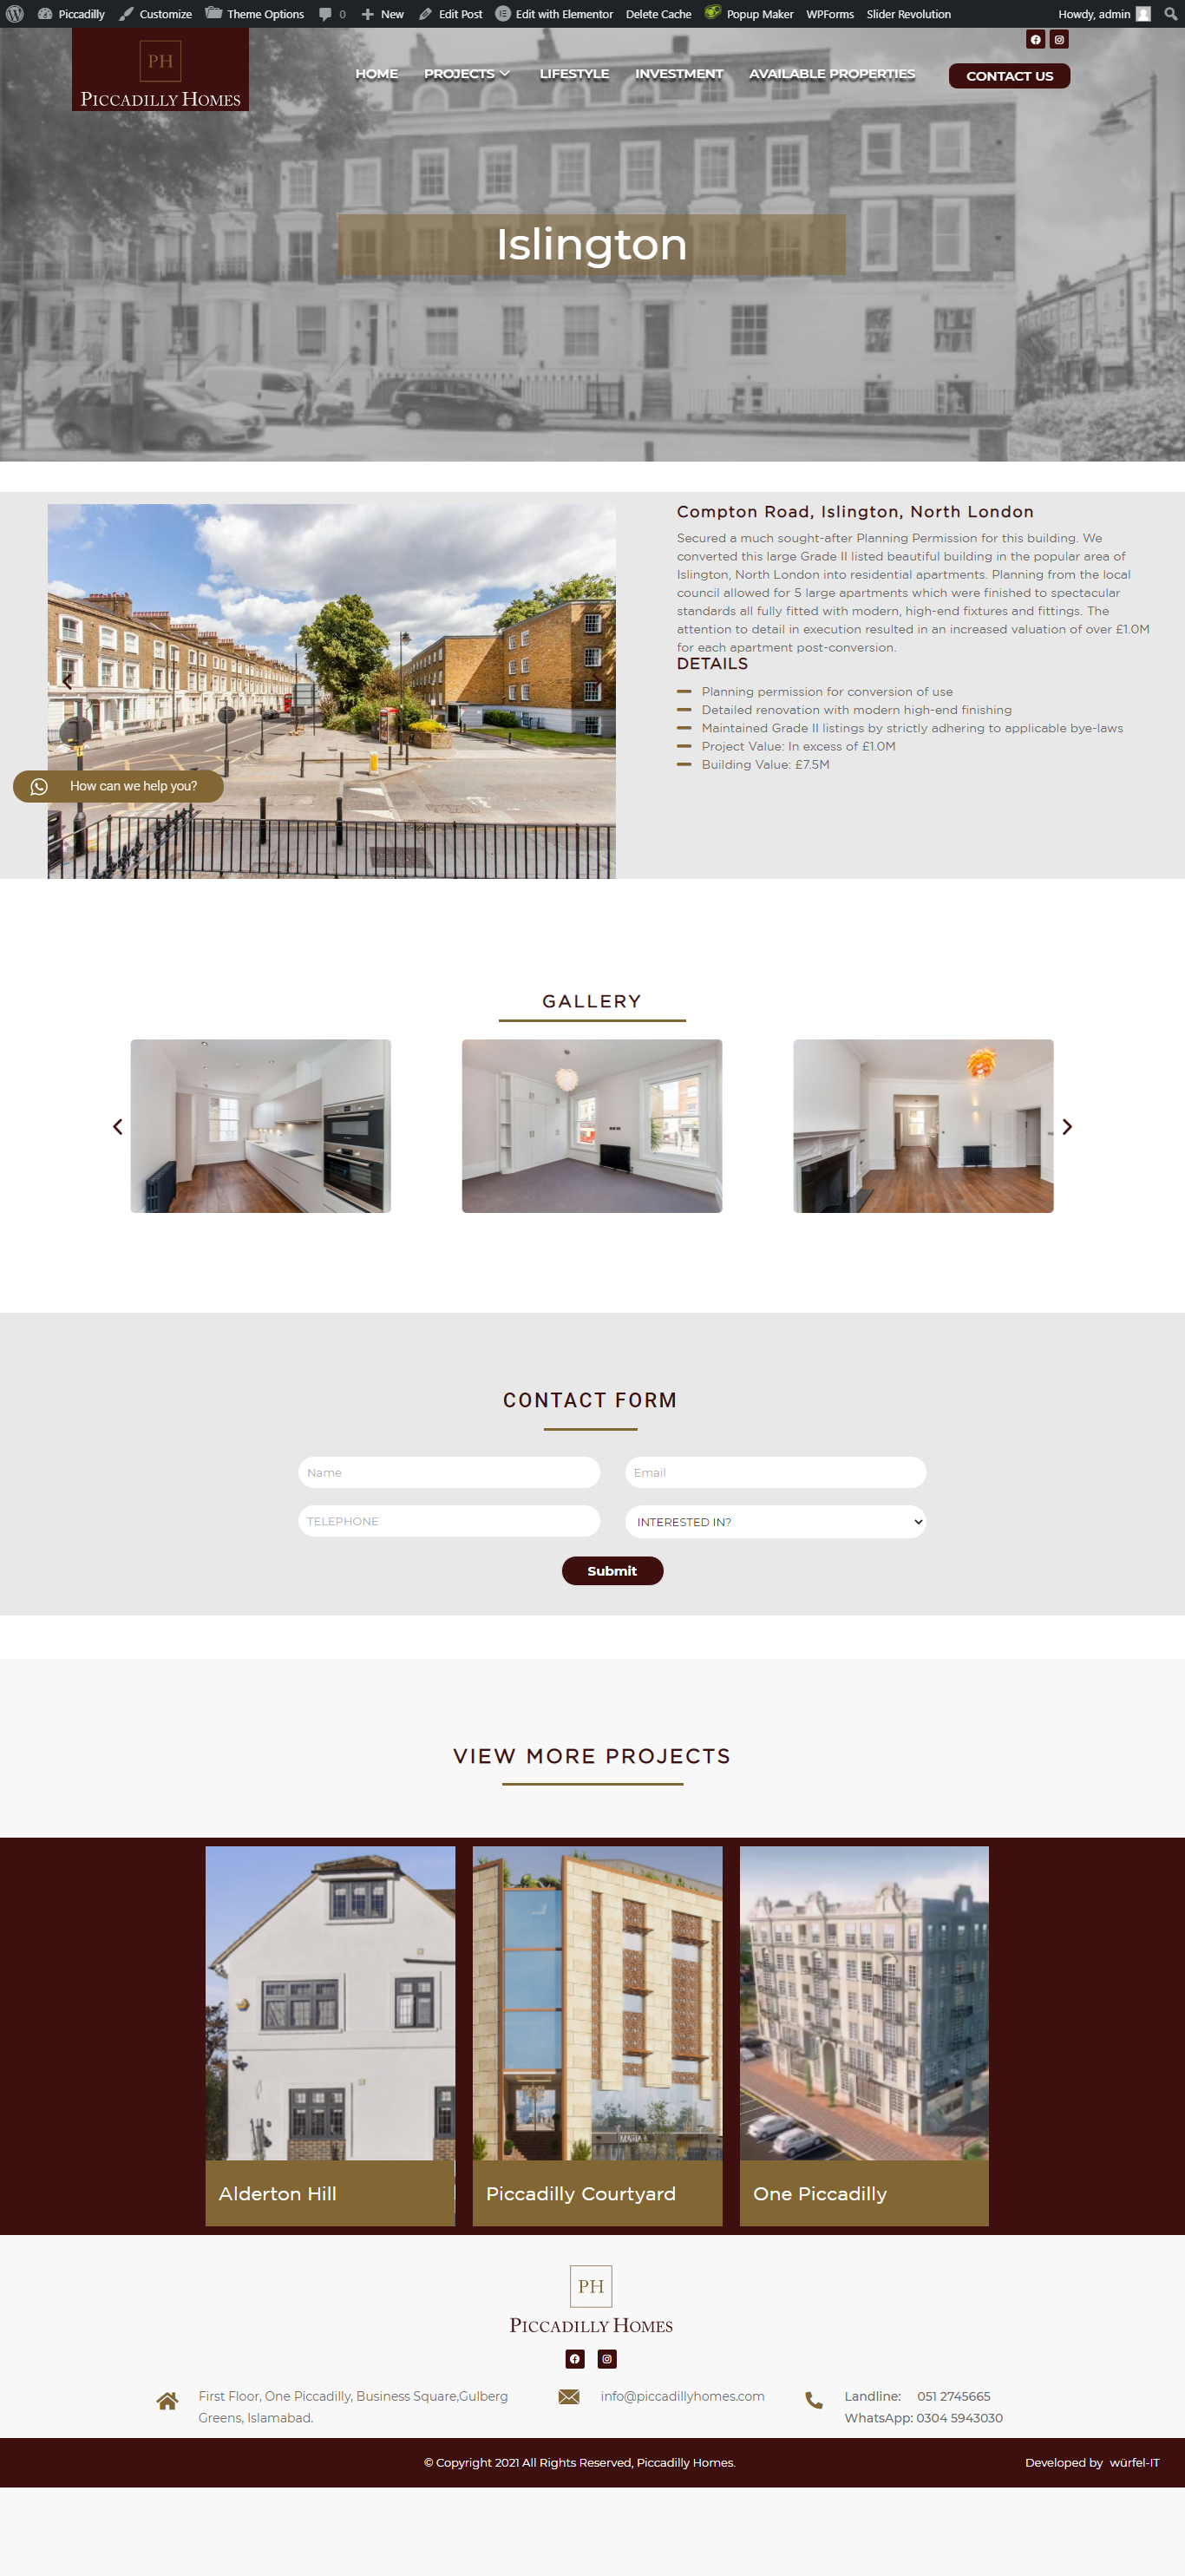 Piccadilly Customize Theme Options 0 New Edit Post Edit with Elementor Delete Cache Popup Maker WPForms Slider Revolution Howdy, admin
PH
PICCADILLY HOMES
HOME PROJECTS LIFESTYLE INVESTMENT AVAILABLE PROPERTIES CONTACT US
Islington
Compton Road, Islington, North London
Secured a much sought-after Planning Permission for this building. We
converted this large Grade II listed beautiful building in the popular area of
Islington, North London into residential apartments. Planning from the local
council allowed for 5 large apartments which were finished to spectacular
standards all fully fitted with modern, high-end fixtures and fittings. The
attention to detail in execution resulted in an increased valuation of over £1.0M
for each apartment post-conversion.
DETAILS
Planning permission for conversion of use
Detailed renovation with modern high-end finishing
Maintained Grade II listings by strictly adhering to applicable bye-laws
Project Value: In excess of £1.0M
Building Value: £7.5M
How can we help you?
GALLERY
CONTACT FORM
Name
Email
TELEPHONE
INTERESTED IN?
Submit
VIEW MORE PROJECTS
Alderton Hill
Piccadilly Courtyard
One Piccadilly
PH
PICCADILLY HOMES
First Floor, One Piccadilly, Business Square,Gulberg
Greens, Islamabad.
info@piccadillyhomes.com
Landline: 051 2745665
WhatsApp: 0304 5943030
© Copyright 2021 All Rights Reserved, Piccadilly Homes.
Developed by würfel-IT